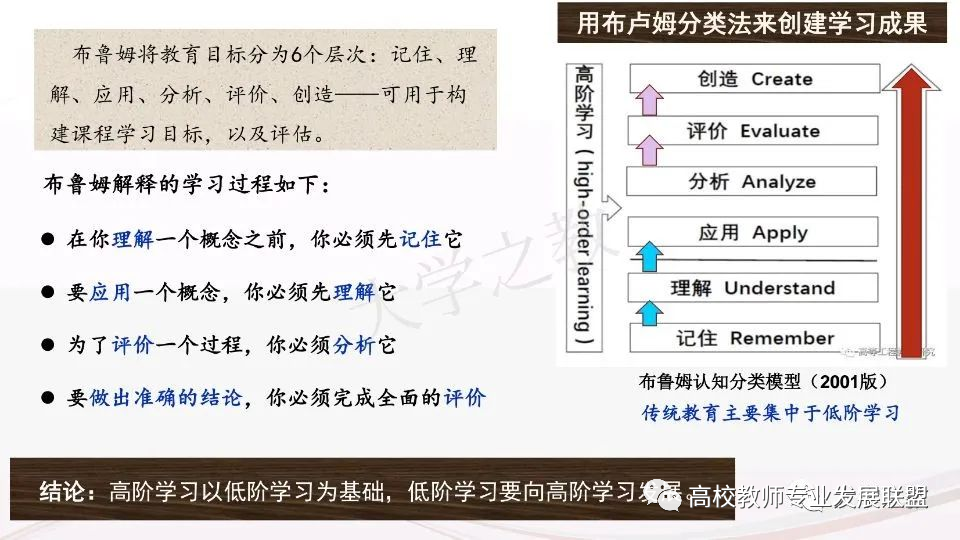 用布卢姆分类法来创建学习成果
布鲁姆将教育目标分为6个层次：记住、理
解、应用、分析、评价、创造——可用于构
建课程学习目标，以及评估。
布鲁姆解释的学习过程如下：
● 在你理解一个概念之前，你必须先记住它
● 要应用一个概念，你必须先理解它
● 为了评价一个过程，你必须分析它
● 要做出准确的结论，你必须完成全面的评价
高阶学习（high-order learning)
创造 Create
评价 Evaluate
分析 Analyze
应用 Apply
理解 Understand
记住 Remember
布鲁姆认知分类模型（2001版）
传统教育主要集中于低阶学习
结论：高阶学习以低阶学习为基础，低阶学习要向高阶学习发展。
高校教师专业发展联盟
大学之教